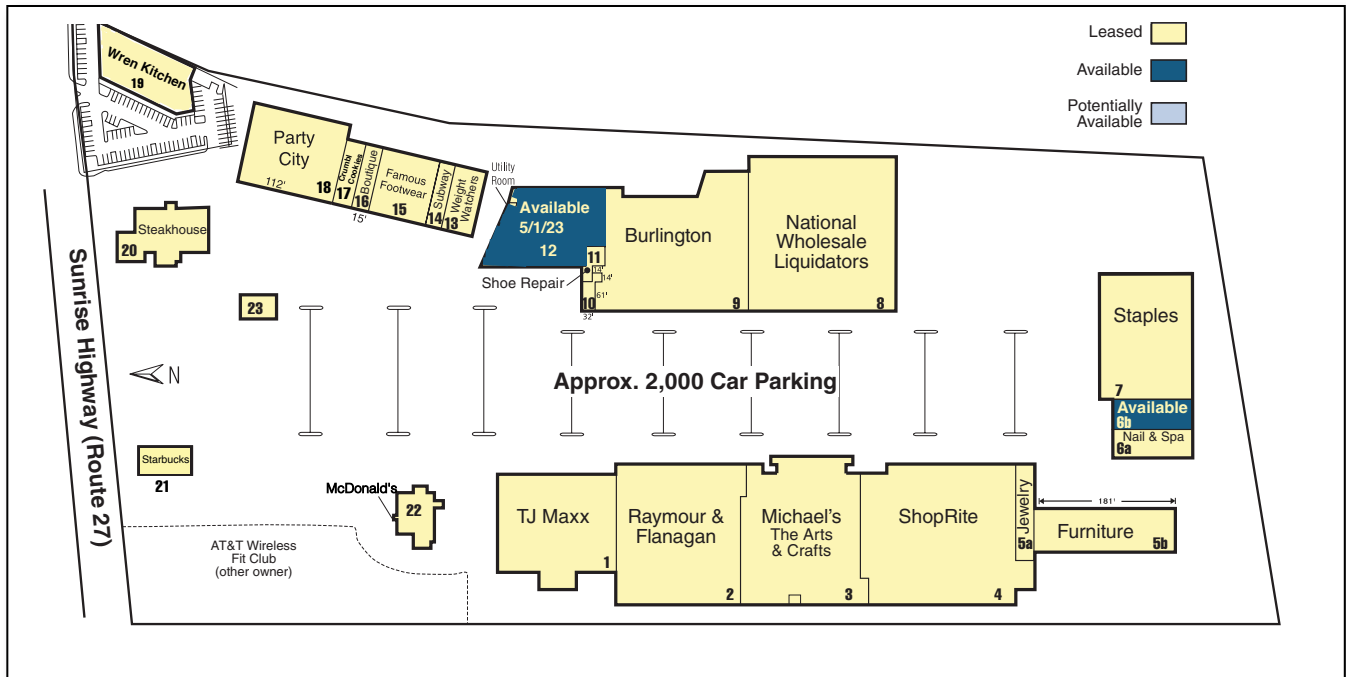 Leased
Available
Potentially
Available
Wren Kitchen
19
Party
City
112'
18
Crumbl
Cookies
17
Boutique
16
15'
Famous
Footwear
15
Subway
14
Weight
Watchers
13
Utility
Room
Available
5/1/23
12
11
Shoe Repair
14'
14'
61'
10
32'
Burlington
9
National
Wholesale
Liquidators
8
Steakhouse
20
23
Sunrise Highway (Route 27)
N
Approx. 2,000 Car Parking
Staples
7
Available
6b
Nail & Spa
6a
Starbucks
21
McDonald's
22
AT&T Wireless
Fit Club
(other owner)
TJ Maxx
1
Raymour &
Flanagan
2
Michael's
The Arts
& Crafts
3
ShopRite
4
Jewelry
5a
181'
Furniture
5b